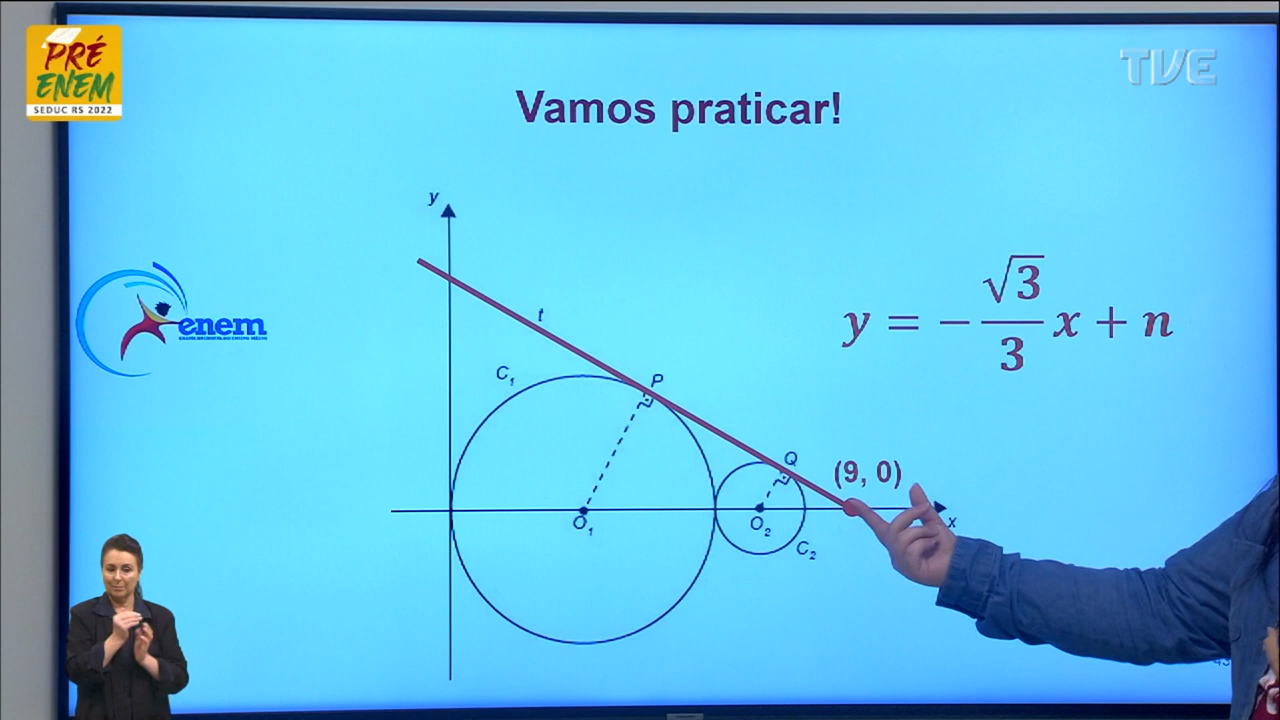 PRÉ
ENEM
SEDUC RS 2022
TVE
Vamos praticar!
y
enem
t
C₁
P
y = -√3/3 x + n
Q
(9, 0)
O₁
O₂
x
C₂